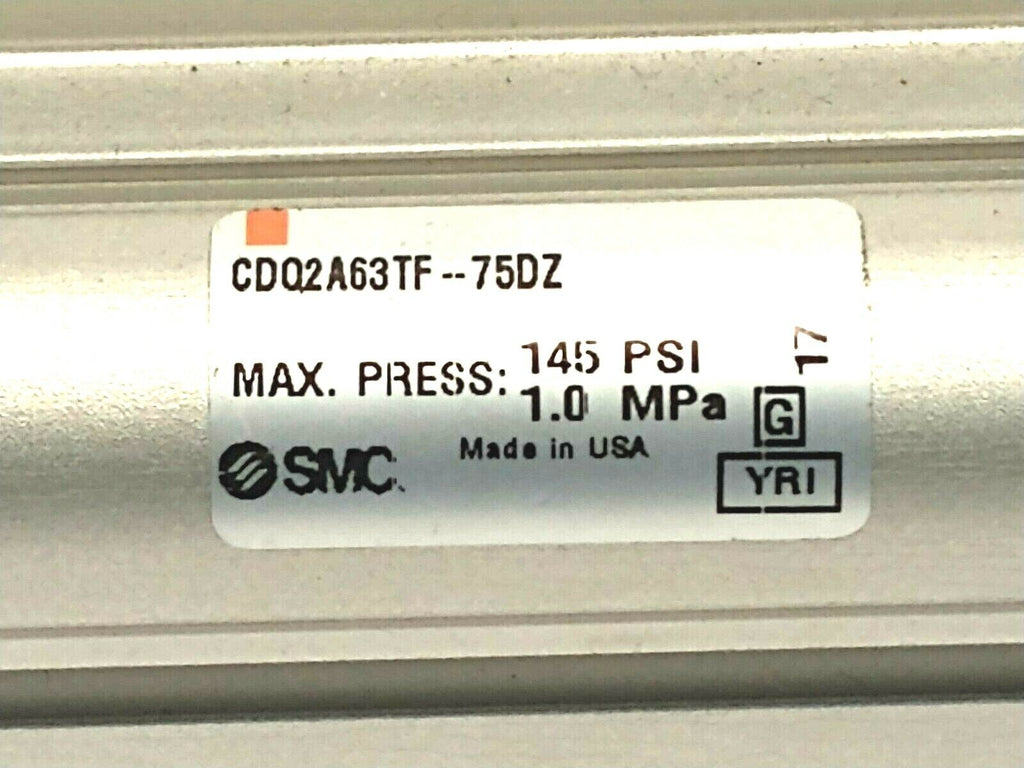 CDQ2A63TF--75DZ
MAX. PRESS: 145 PSI
1.0 MPa
17
G
Made in USA
SMC
YRI